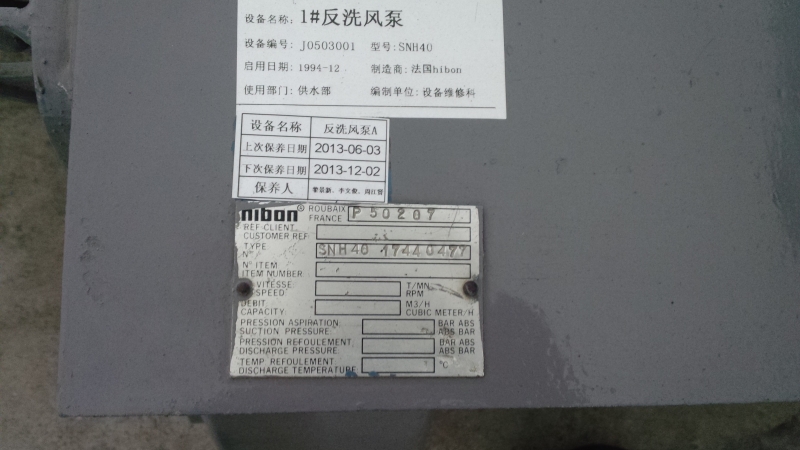 设备名称: 1#反洗风泵
设备编号: J0503001 型号: SNH40
启用日期: 1994-12 制造商: 法国hibon
使用部门: 供水部 编制单位: 设备维修科
设备名称 反洗风泵A
上次保养日期 2013-06-03
下次保养日期 2013-12-02
保养人
hibon ® ROUBAIX FRANCE P 50207
REF-CLIENT
CUSTOMER REF
TYPE
N° SNH40 17440477
N° ITEM
ITEM NUMBER
VITESSE T/MN
SPEED RPM
DEBIT M3/H
CAPACITY: CUBIC METER/H
PRESSION ASPIRATION BAR ABS
SUCTION PRESSURE: ABS BAR
PRESSION REFOULEMENT BAR ABS
DISCHARGE PRESSURE ABS BAR
TEMP. REFOULEMENT
DISCHARGE TEMPERATURE °C